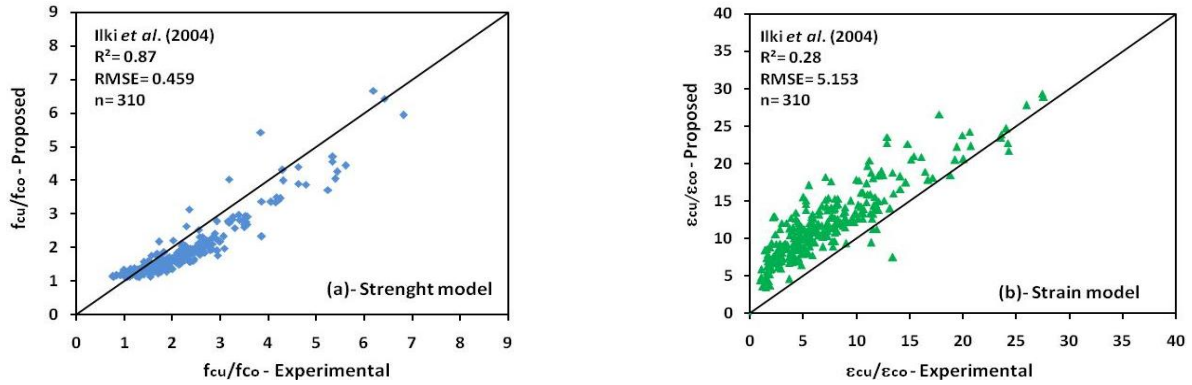 9
8
7
6
5
4
3
2
1
0
fcu/fco - Proposed
Ilki et al. (2004)
R²= 0.87
RMSE= 0.459
n= 310
(a)- Strenght model
0 1 2 3 4 5 6 7 8 9
fcu/fco - Experimental
40
35
30
25
20
15
10
5
0
εcu/εco - Proposed
Ilki et al. (2004)
R²= 0.28
RMSE= 5.153
n= 310
(b)- Strain model
0 5 10 15 20 25 30 35 40
εcu/εco - Experimental